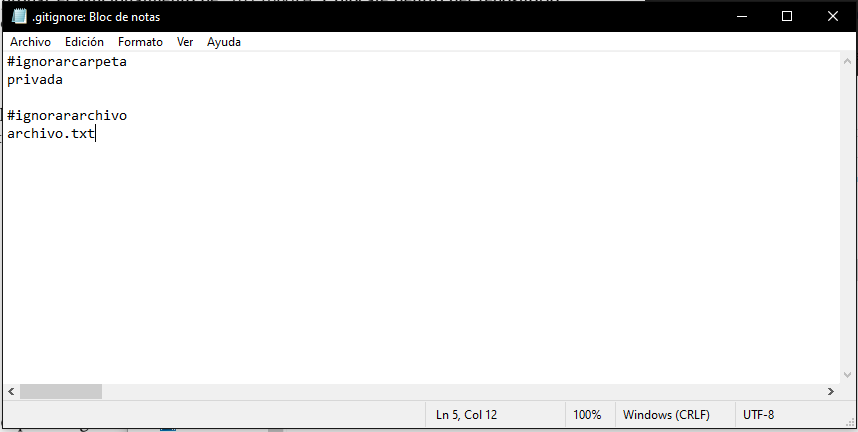 .gitignore: Bloc de notas
Archivo Edición Formato Ver Ayuda
#ignorarcarpeta
privada
#ignorararchivo
archivo.txt
Ln 5, Col 12 100% Windows (CRLF) UTF-8